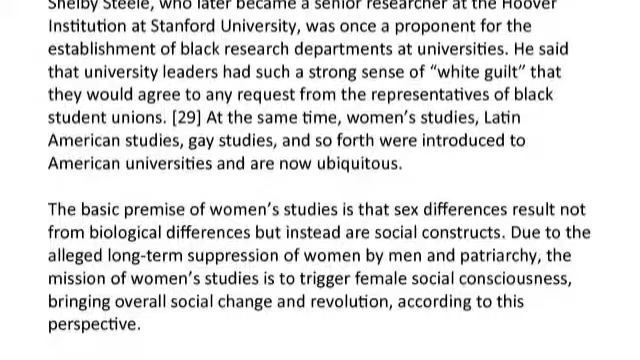 Shelby Steele, who later became a senior researcher at the Hoover
Institution at Stanford University, was once a proponent for the
establishment of black research departments at universities. He said
that university leaders had such a strong sense of “white guilt” that
they would agree to any request from the representatives of black
student unions. [29] At the same time, women’s studies, Latin
American studies, gay studies, and so forth were introduced to
American universities and are now ubiquitous.

The basic premise of women’s studies is that sex differences result not
from biological differences but instead are social constructs. Due to the
alleged long-term suppression of women by men and patriarchy, the
mission of women’s studies is to trigger female social consciousness,
bringing overall social change and revolution, according to this
perspective.